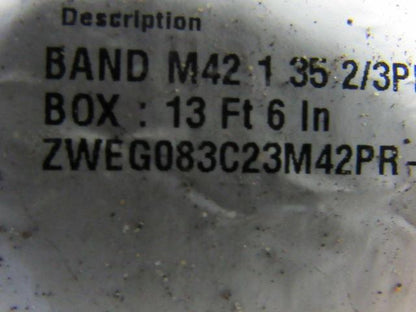 Description
BAND M42 1 35 2/3P
BOX : 13 Ft 6 In
ZWEG083C23M42PR-